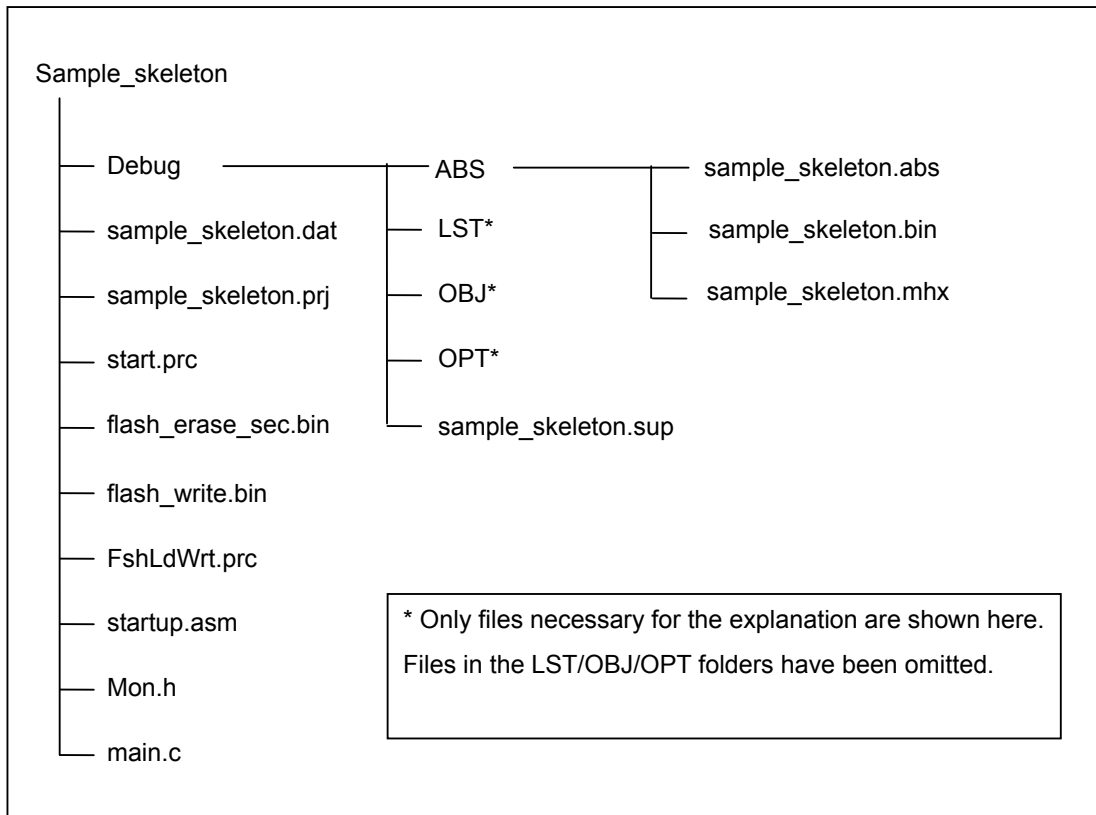 Sample_skeleton
Debug
ABS
sample_skeleton.abs
sample_skeleton.dat
LST*
sample_skeleton.bin
sample_skeleton.prj
OBJ*
sample_skeleton.mhx
start.prc
OPT*
flash_erase_sec.bin
sample_skeleton.sup
flash_write.bin
FshLdWrt.prc
startup.asm
* Only files necessary for the explanation are shown here.
Files in the LST/OBJ/OPT folders have been omitted.
Mon.h
main.c